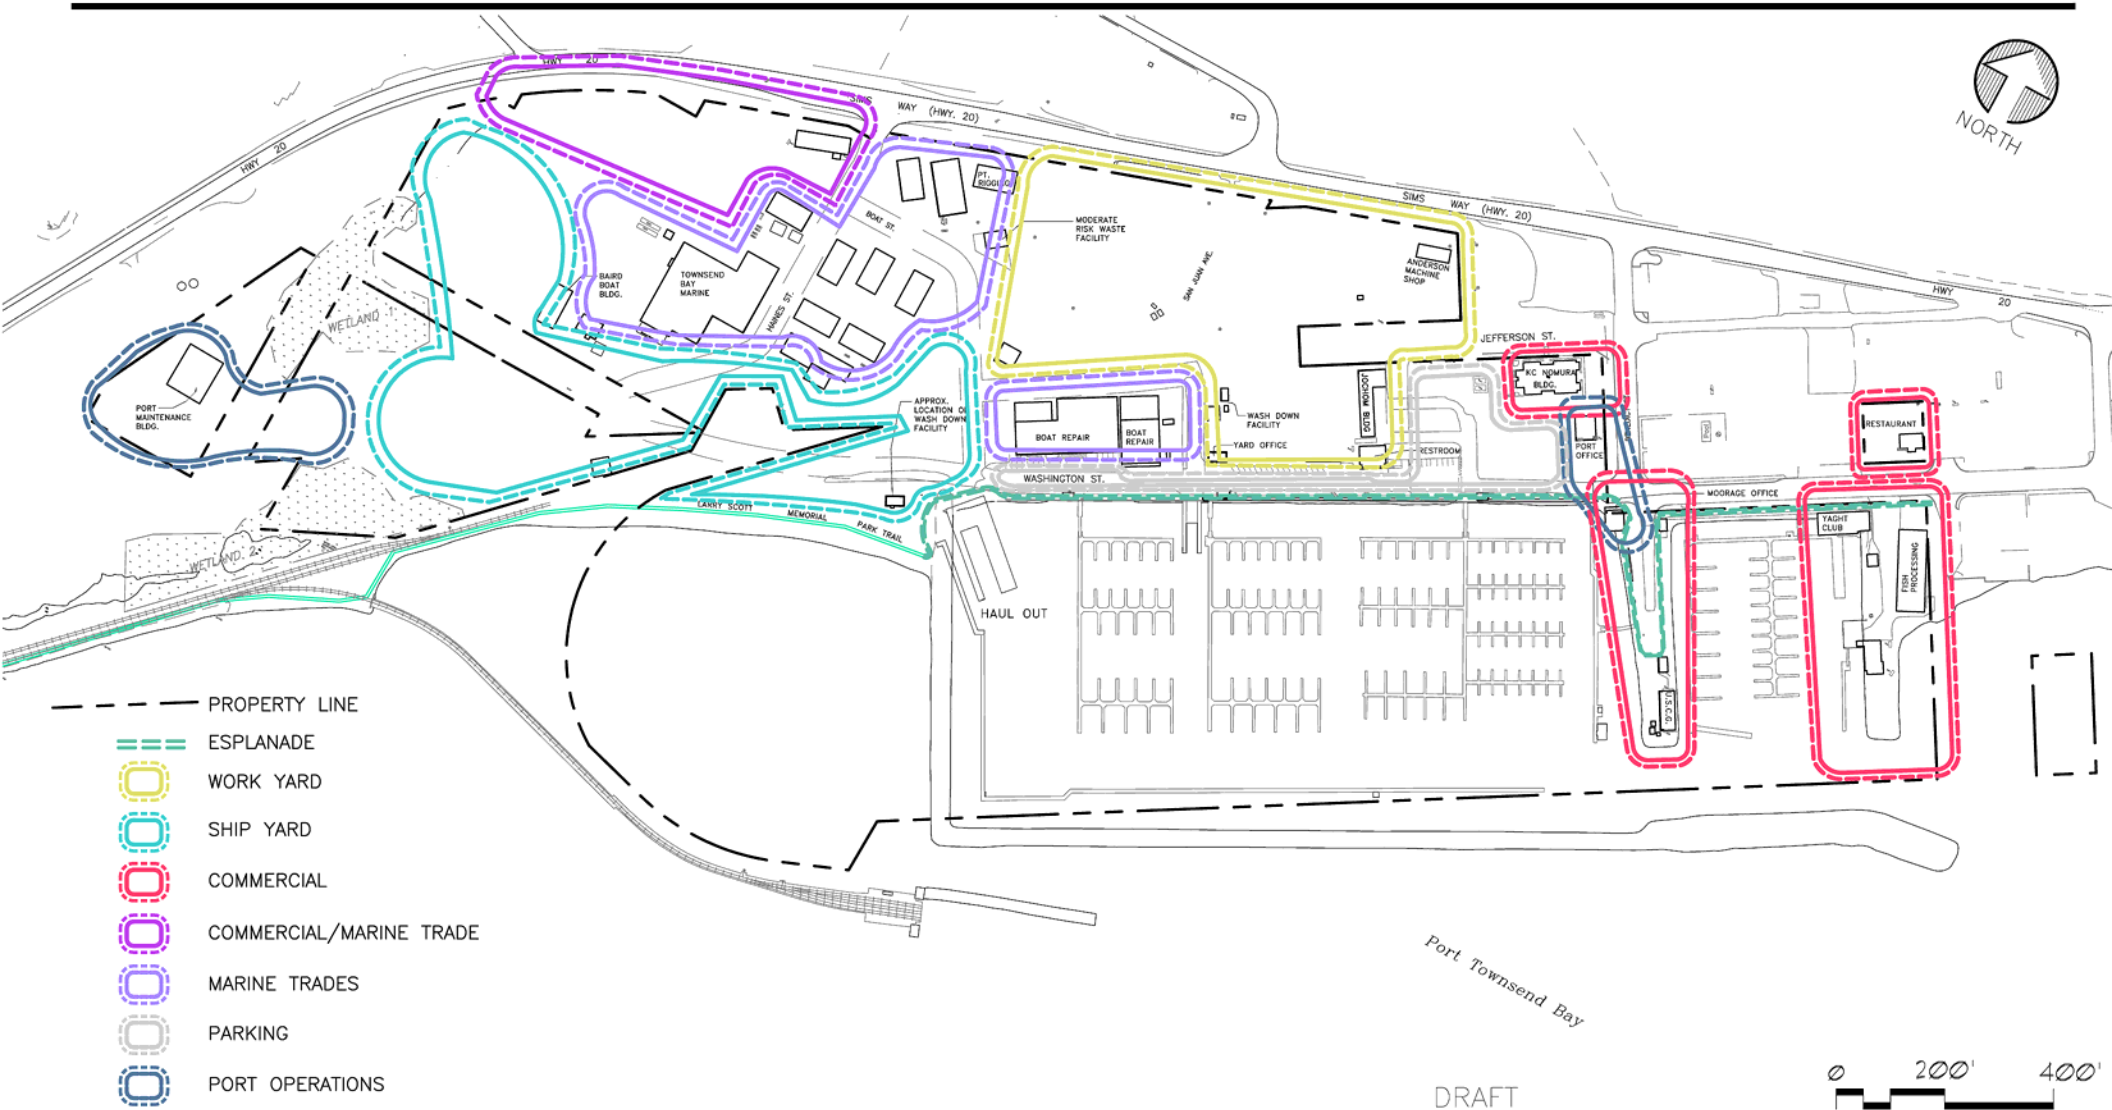 HWY 20
SIMS WAY (HWY. 20)
NORTH
HWY 20
PT.
BOAT ST.
MODERATE
RISK WASTE
FACILITY
SAN JUAN AVE.
SIMS WAY (HWY. 20)
ANDERSON
MACHINE
SHOP
HWY 20
BAIRD
BOAT
BLDG.
TOWNSEND
BAY
MARINE
HAINES ST.
WETLAND 1
JEFFERSON ST.
KC NOMURA
BLDG.
PORT
MAINTENANCE
BLDG.
APPROX.
LOCATION OF
WASH DOWN
FACILITY
BOAT REPAIR
BOAT
REPAIR
WASH DOWN
FACILITY
YARD OFFICE
JOCHIOM BLDG
RESTROOM
PORT
OFFICE
RESTAURANT
WASHINGTON ST.
MOORAGE OFFICE
LARRY SCOTT MEMORIAL PARK TRAIL
YAGHT
CLUB
FISH
PROCESSING
WETLAND 2
HAUL OUT
U.S.C.G.
PROPERTY LINE
ESPLANADE
WORK YARD
SHIP YARD
COMMERCIAL
COMMERCIAL/MARINE TRADE
MARINE TRADES
PARKING
PORT OPERATIONS
Port Townsend Bay
DRAFT
0 200' 400'